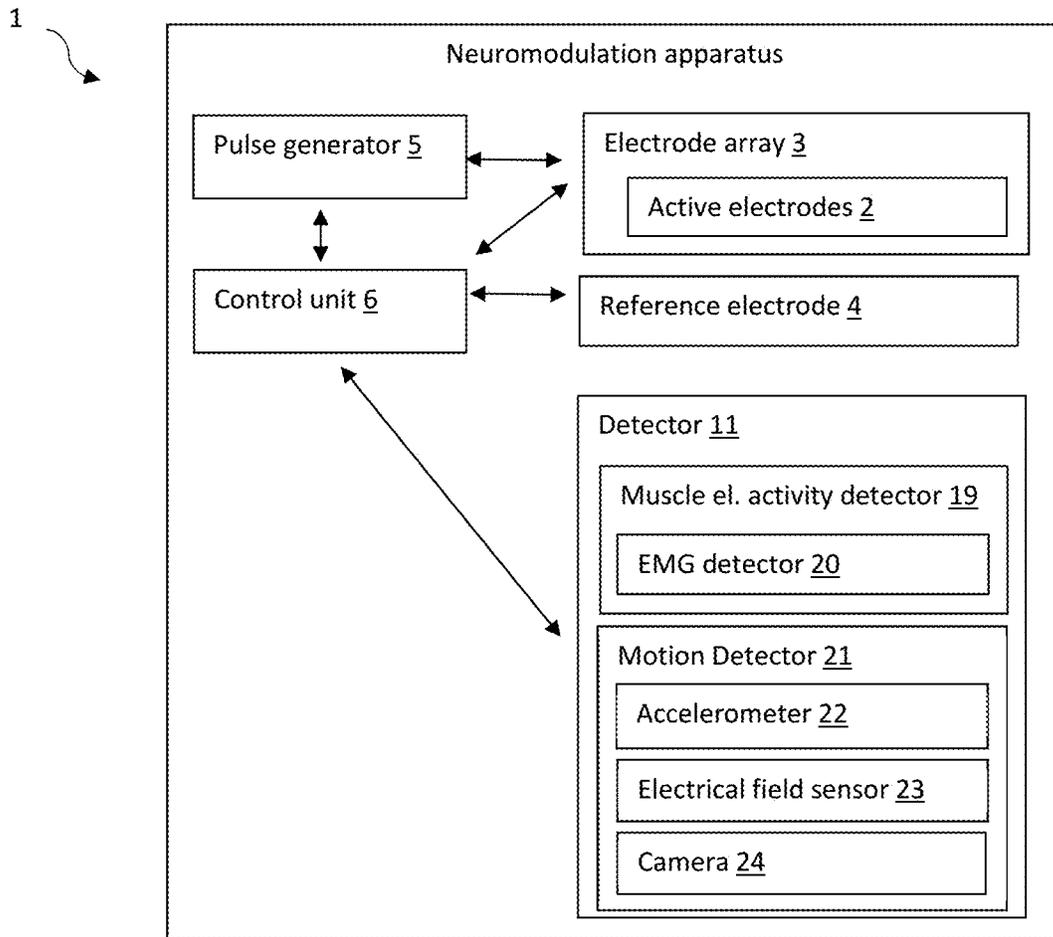 1
Neuromodulation apparatus
Pulse generator 5
Electrode array 3
Active electrodes 2
Control unit 6
Reference electrode 4
Detector 11
Muscle el. activity detector 19
EMG detector 20
Motion Detector 21
Accelerometer 22
Electrical field sensor 23
Camera 24